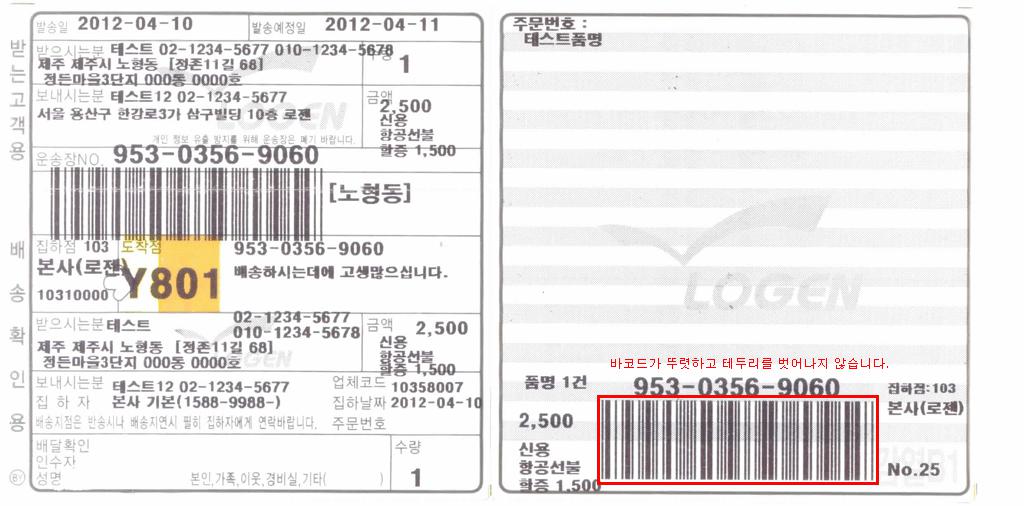 받는고객용
발송일 2012-04-10 발송예정일 2012-04-11
받으시는분 테스트 02-1234-5677 010-1234-5678
제주 제주시 노형동 [정존11길 68]
정든마을3단지 000동 0000호
수량 1
보내시는분 테스트12 02-1234-5677
서울 용산구 한강로3가 삼구빌딩 10층 로젠
금액
2,500
신용
항공선불
할증 1,500
LOGEN
개인 정보 유출 방지를 위해 운송장은 폐기 바랍니다.
운송장NO. 953-0356-9060
[노형동]
배송확인용
집하점 103 도착점 953-0356-9060
본사(로젠) Y801 배송하시는데에 고생많으십니다.
10310000
받으시는분 테스트 02-1234-5677
010-1234-5678
제주 제주시 노형동 [정존11길 68]
정든마을3단지 000동 0000호
금액 2,500
신용
항공선불
할증 1,500
LOGEN
보내시는분 테스트12 02-1234-5677 업체코드 10358007
집하자 본사 기본(1588-9988-) 집하날짜 2012-04-10
배송지점은 반송시나 배송지연시 필히 집하자에게 연락바랍니다. 주문번호
배달확인
인수자
성명 본인,가족,이웃,경비실,기타( )
수량
1
BY
주문번호 :
테스트품명
LOGEN
바코드가 뚜렷하고 테두리를 벗어나지 않습니다.
품명 1건 953-0356-9060 집하점:103
2,500 본사(로젠)
신용
항공선불
할증 1,500
No.25